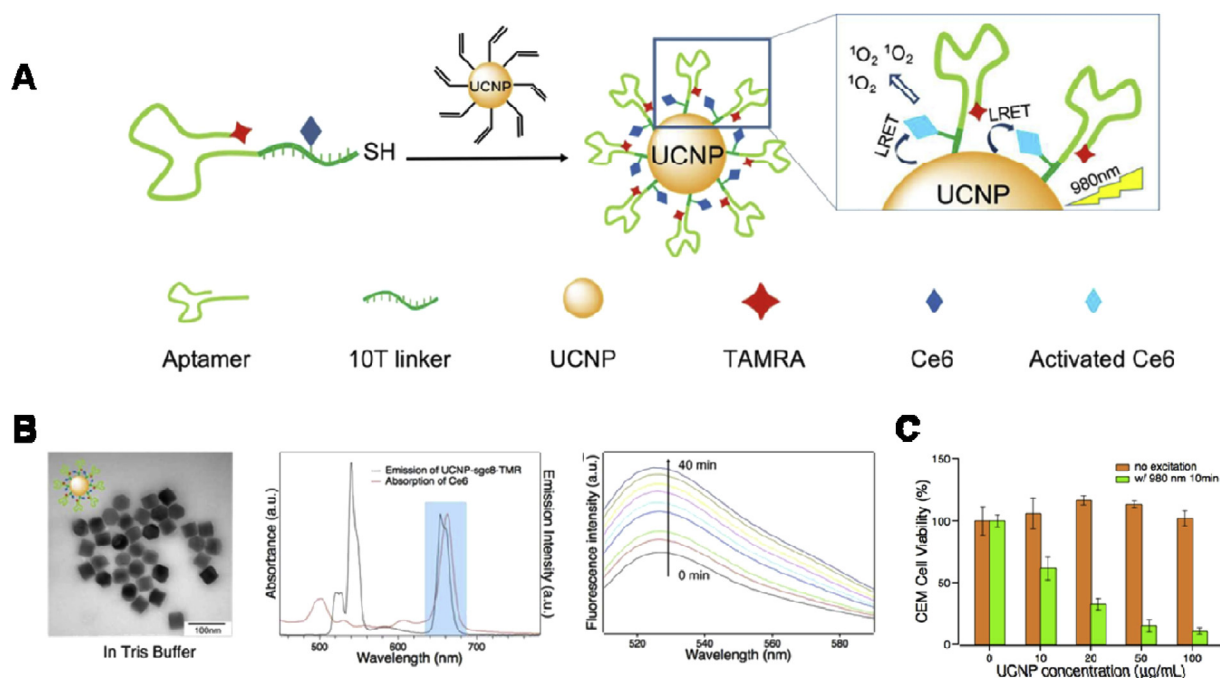 A
UCNP
SH
UCNP
¹O₂ ¹O₂
¹O₂
LRET
LRET
UCNP
980nm
Aptamer
10T linker
UCNP
TAMRA
Ce6
Activated Ce6
B
100nm
In Tris Buffer
Absorbance (a.u.)
Emission of UCNP-sgc8-TMR
Absorption of Ce6
Emission Intensity (a.u.)
500 600 700
Wavelength (nm)
Fluorescence intensity (a.u.)
40 min
0 min
520 540 560 580
Wavelength (nm)
C
CEM Cell Viability (%)
no excitation
w/ 980 nm 10min
150
100
50
0
0 10 20 50 100
UCNP concentration (µg/mL)